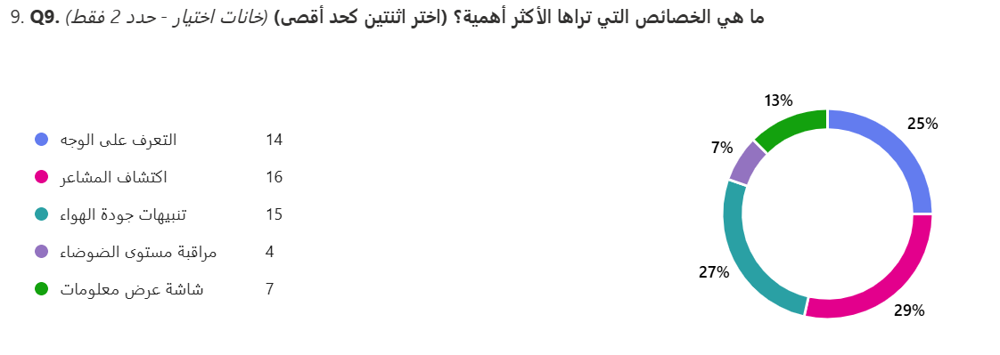 9. Q9. ما هي الخصائص التي تراها الأكثر أهمية؟ (اختر اثنتين كحد أقصى) (خانات اختيار - حدد 2 فقط)
التعرف على الوجه 14
اكتشاف المشاعر 16
تنبيهات جودة الهواء 15
مراقبة مستوى الضوضاء 4
شاشة عرض معلومات 7
13%
25%
7%
27%
29%